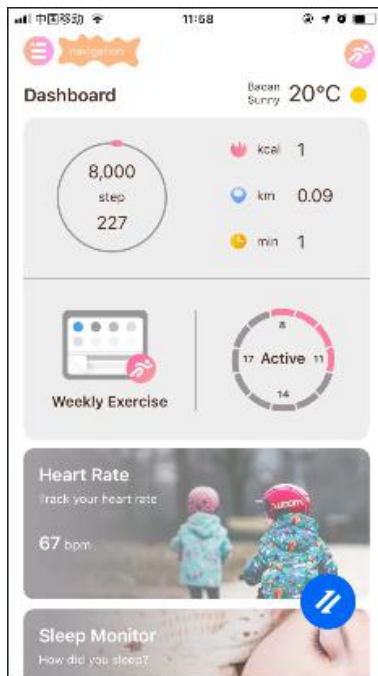 中国移动
11:58
navigation
Dashboard
Bacan
Sunny
20°C
8,000
step
227
kcal 1
km 0.09
min 1
8
17 Active 11
14
Weekly Exercise
Heart Rate
Track your heart rate
67 bpm
Sleep Monitor
How did you sleep?